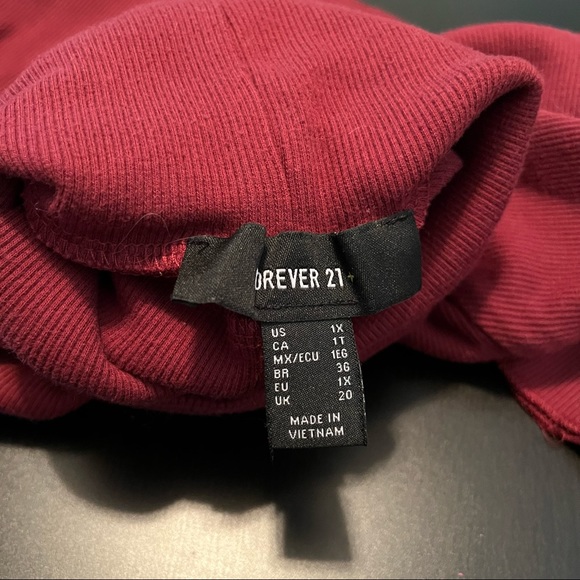 OREVER 21+
US 1X
CA 1T
MX/ECU 1EG
BR 3G
EU 1X
UK 20
MADE IN
VIETNAM